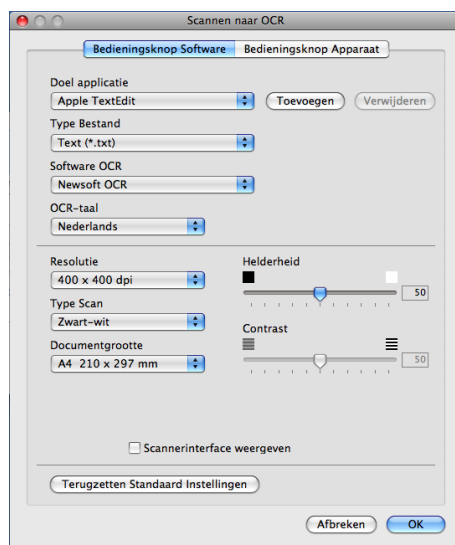 Scannen naar OCR
Bedieningsknop Software Bedieningsknop Apparaat
Doel applicatie
Apple TextEdit Toevoegen Verwijderen
Type Bestand
Text (*.txt)
Software OCR
Newsoft OCR
OCR-taal
Nederlands
Resolutie Helderheid
400 x 400 dpi 50
Type Scan
Zwart-wit Contrast
Documentgrootte
A4 210 x 297 mm 50
Scannerinterface weergeven
Terugzetten Standaard Instellingen
Afbreken OK